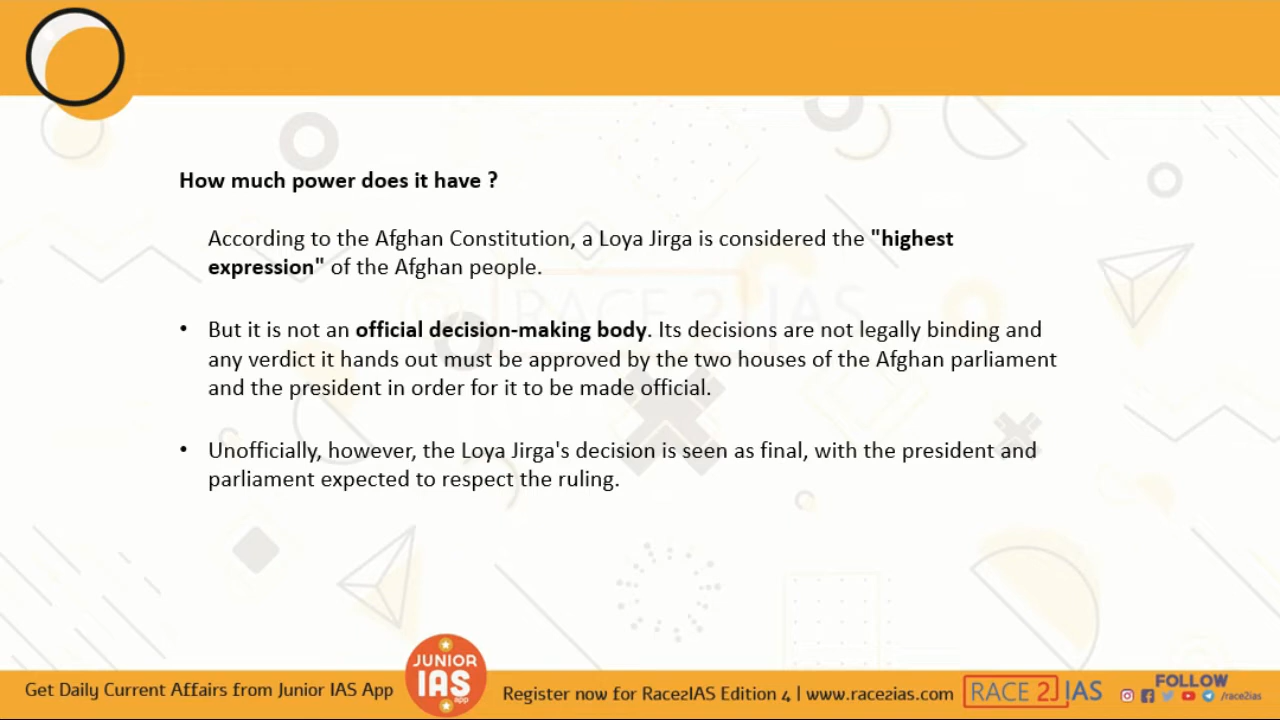 How much power does it have ?
According to the Afghan Constitution, a Loya Jirga is considered the "highest
expression" of the Afghan people.
• But it is not an official decision-making body. Its decisions are not legally binding and
any verdict it hands out must be approved by the two houses of the Afghan parliament
and the president in order for it to be made official.
• Unofficially, however, the Loya Jirga's decision is seen as final, with the president and
parliament expected to respect the ruling.
RACE 2 IAS
Get Daily Current Affairs from Junior IAS App
JUNIOR
IAS
app
Register now for Race2IAS Edition 4 | www.race2ias.com
RACE 2 IAS
FOLLOW
/race2ias